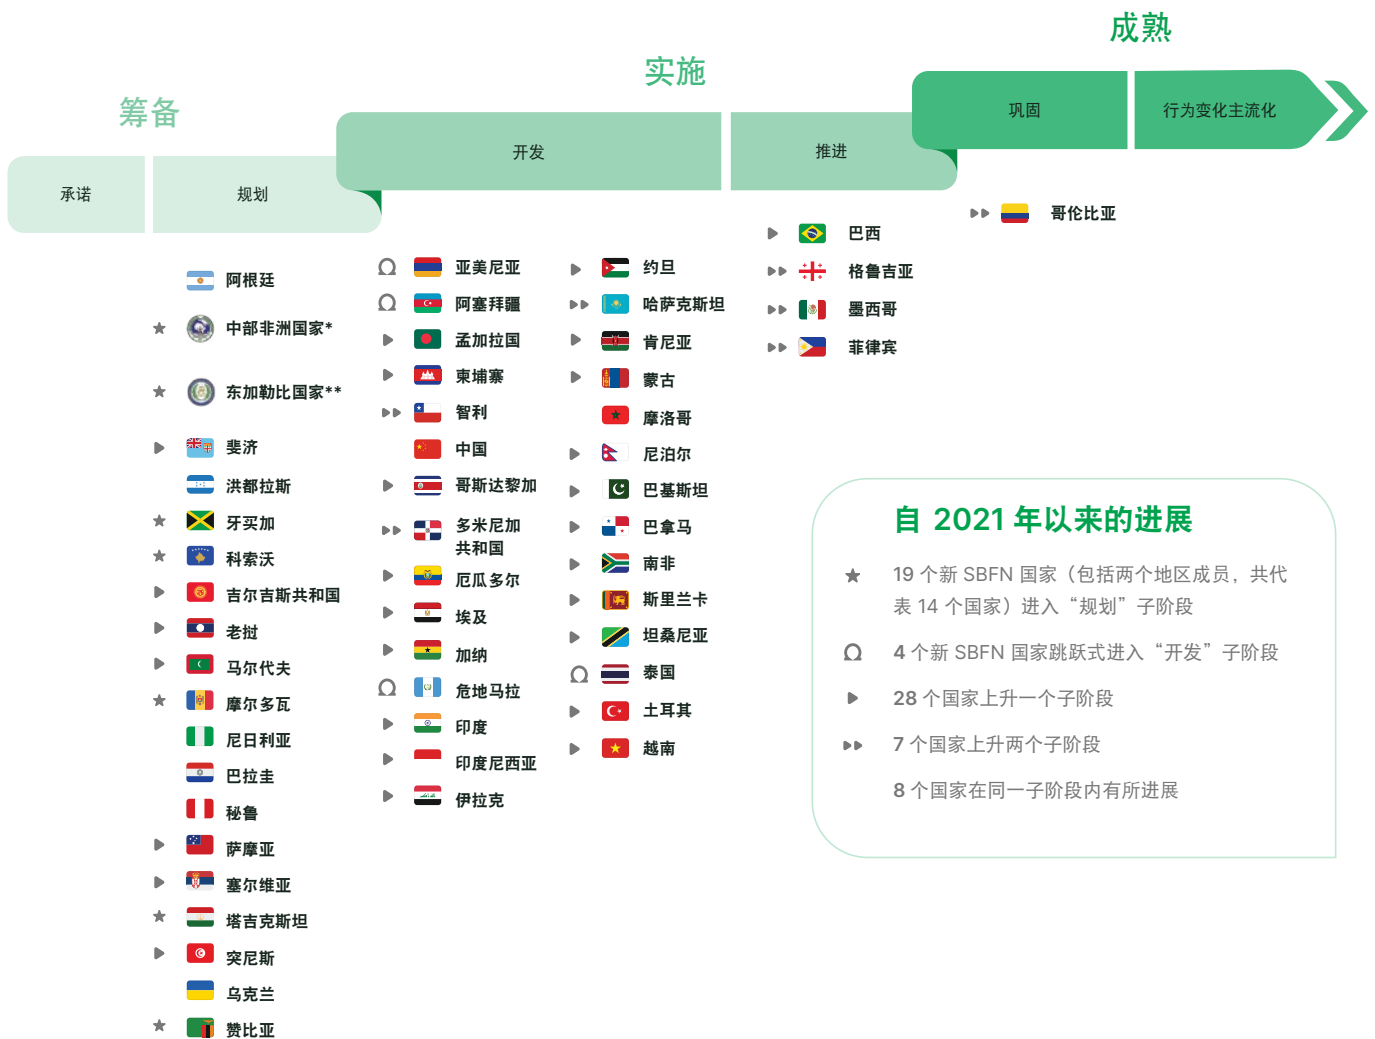 筹备
承诺
规划
阿根廷
中部非洲国家*
东加勒比国家**
斐济
洪都拉斯
牙买加
科索沃
吉尔吉斯共和国
老挝
马尔代夫
摩尔多瓦
尼日利亚
巴拉圭
秘鲁
萨摩亚
塞尔维亚
塔吉克斯坦
突尼斯
乌克兰
赞比亚
实施
开发
推进
亚美尼亚
阿塞拜疆
孟加拉国
柬埔寨
智利
中国
哥斯达黎加
多米尼加
共和国
厄瓜多尔
埃及
加纳
危地马拉
印度
印度尼西亚
伊拉克
约旦
哈萨克斯坦
肯尼亚
蒙古
摩洛哥
尼泊尔
巴基斯坦
巴拿马
南非
斯里兰卡
坦桑尼亚
泰国
土耳其
越南
巴西
格鲁吉亚
墨西哥
菲律宾
成熟
巩固
行为变化主流化
哥伦比亚
自 2021 年以来的进展
19 个新 SBFN 国家（包括两个地区成员，共代
表 14 个国家）进入“规划”子阶段
4 个新 SBFN 国家跳跃式进入“开发”子阶段
28 个国家上升一个子阶段
7 个国家上升两个子阶段
8 个国家在同一子阶段内有所进展